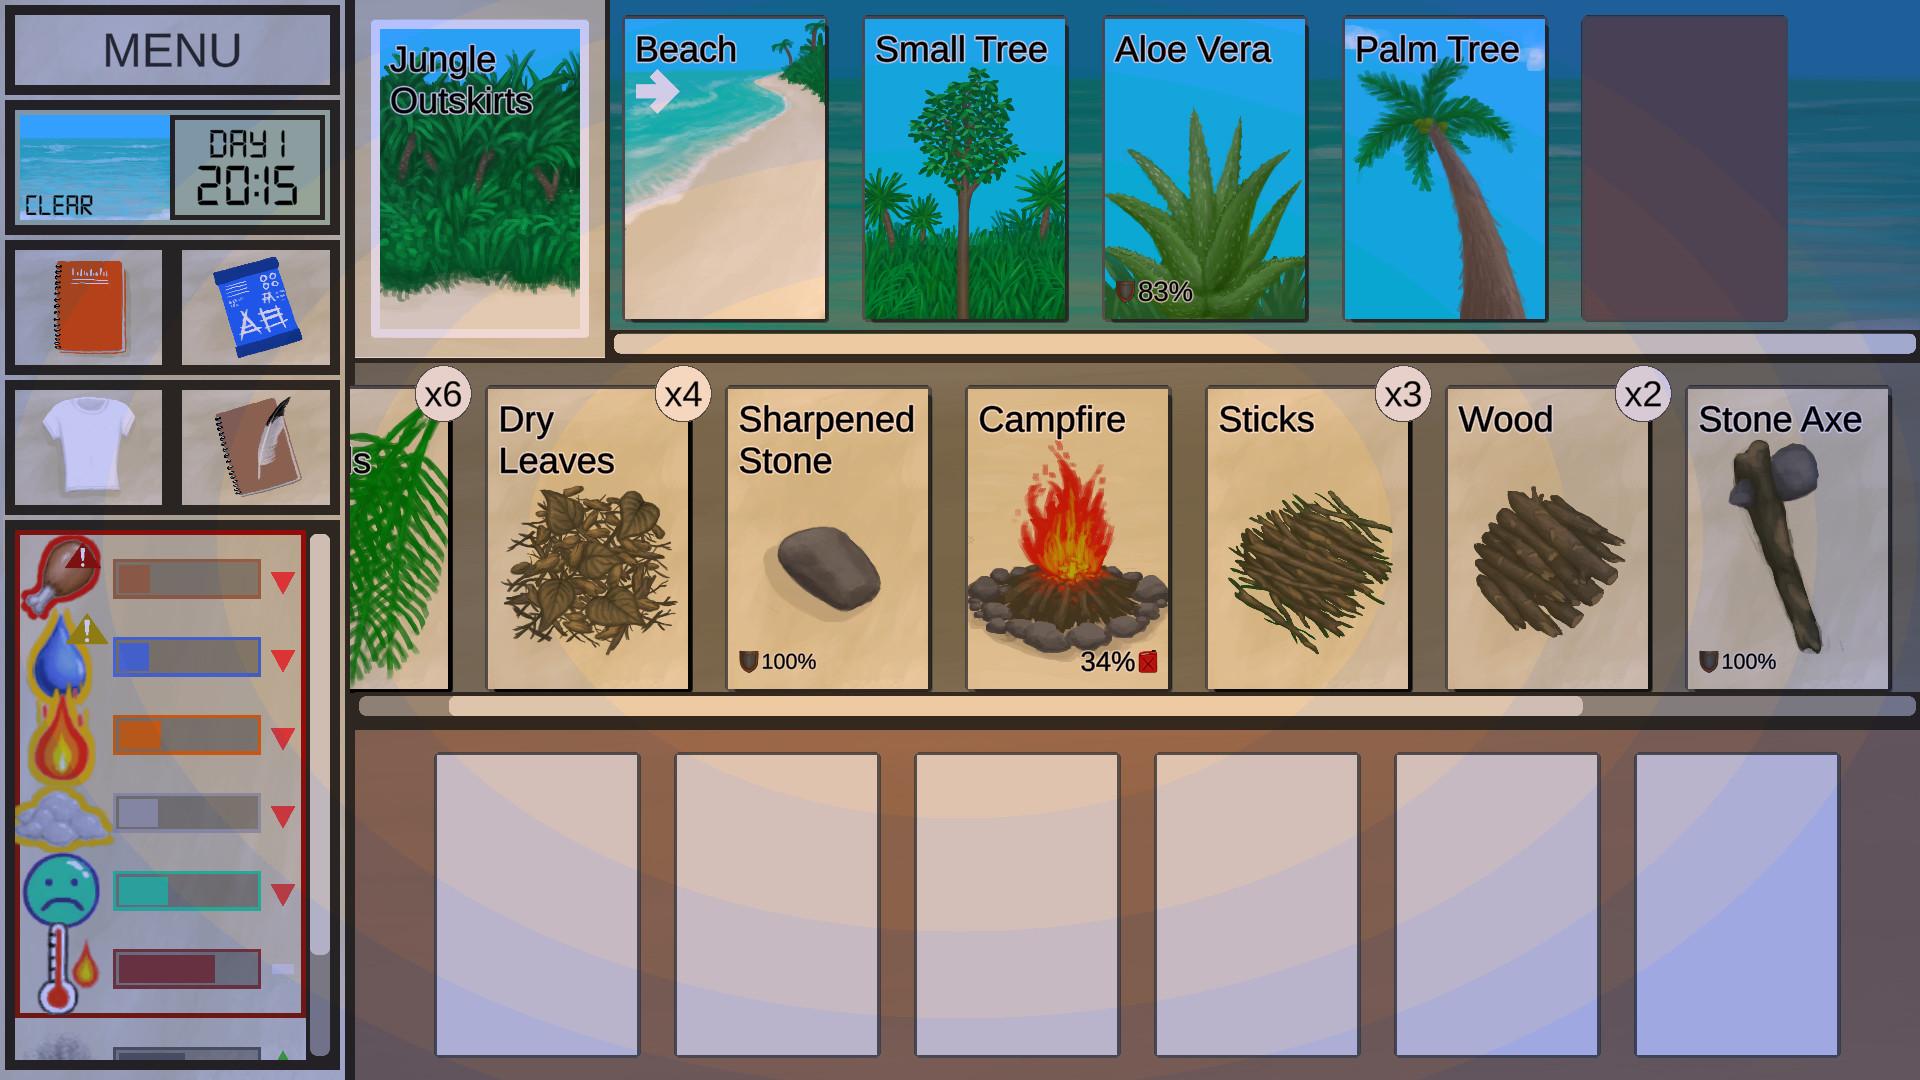 MENU
DAY 1
20:15
CLEAR
Jungle
Outskirts
Beach
Small Tree
Aloe Vera
83%
Palm Tree
x6
s
x4
Dry
Leaves
Sharpened
Stone
100%
Campfire
34%
x3
Sticks
x2
Wood
Stone Axe
100%